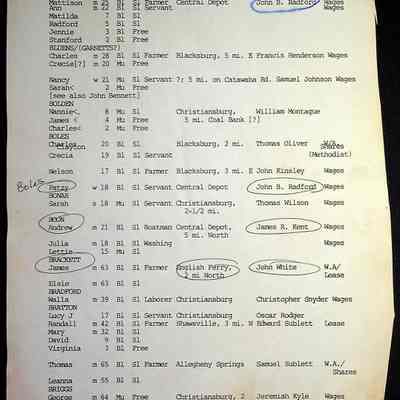 Mattison m 25 Bl Sl Farmer Central Depot John B. Radford Wages
Ann m 22 Bl Sl Servant Wages
Matilda 7 Bl Sl
Radford 5 Bl Sl
Jennie 3 Bl Free
Stanford 2 Bl Free
BLUENS/(GARNETTS?)
Charles m 28 Bl Sl Farmer Blacksburg, 5 mi. E Francis Henderson Wages
Crecia[?] m 20 Mu Free
Nancy w 21 Mu Sl Servant ?; 5 mi. on Catawaba Rd. Samuel Johnson Wages
Sarah< 2 Mu Free
[see also John Bennett]
BOLDEN
Nannie<, 8 Mu Sl Christiansburg, William Montague
James < 4 Mu Free 5 mi. Coal Bank [?]
Charles< 2 Mu Free
BOLEN
Charles 20 Bl Sl Blacksburg, 2 mi. Thomas Oliver W/A
Clayton Shares
Crecia 19 Bl Sl Servant (Methodist)
Nelson 17 Bl Sl Farmer Blacksburg, 3 mi. E John Kinsley Wages
Boles
Patsy w 18 Bl Sl Servant Central Depot John B. Radford Wages
BONAS
Sarah s 18 Mu Sl Servant Christiansburg, Thomas Wilson Wages
2-1/2 mi.
BOON
Andrew m 21 Bl Sl Boatman Central Depot, James R. Kent Wages
5 mi. North
Julia m 18 Bl Sl Washing Wages
Lettie 15 Mu Sl
BRACKETT
James m 63 Bl Sl Farmer English Ferry, John White W.A/
2 mi North Lease
Elsie m 63 Bl Sl
BRADFORD
Walls m 39 Bl Sl Laborer Christiansburg Christopher Snyder Wages
BRATTON
Lucy J 17 Bl Sl Servant Christiansburg Oscar Rodger
Randall m 42 Bl Sl Farmer Shawsville, 3 mi. W Edward Sublett Lease
Mary m 32 Bl Sl
David 9 Bl Sl
Virginia 3 Bl Free
Thomas m 65 Bl Sl Farmer Allegheny Springs Samuel Sublett W.A./
Shares
Leanna m 55 Bl Sl
BRIGGS
George m 64 Mu Free Christiansburg, 2 Jeremiah Kyle Wages